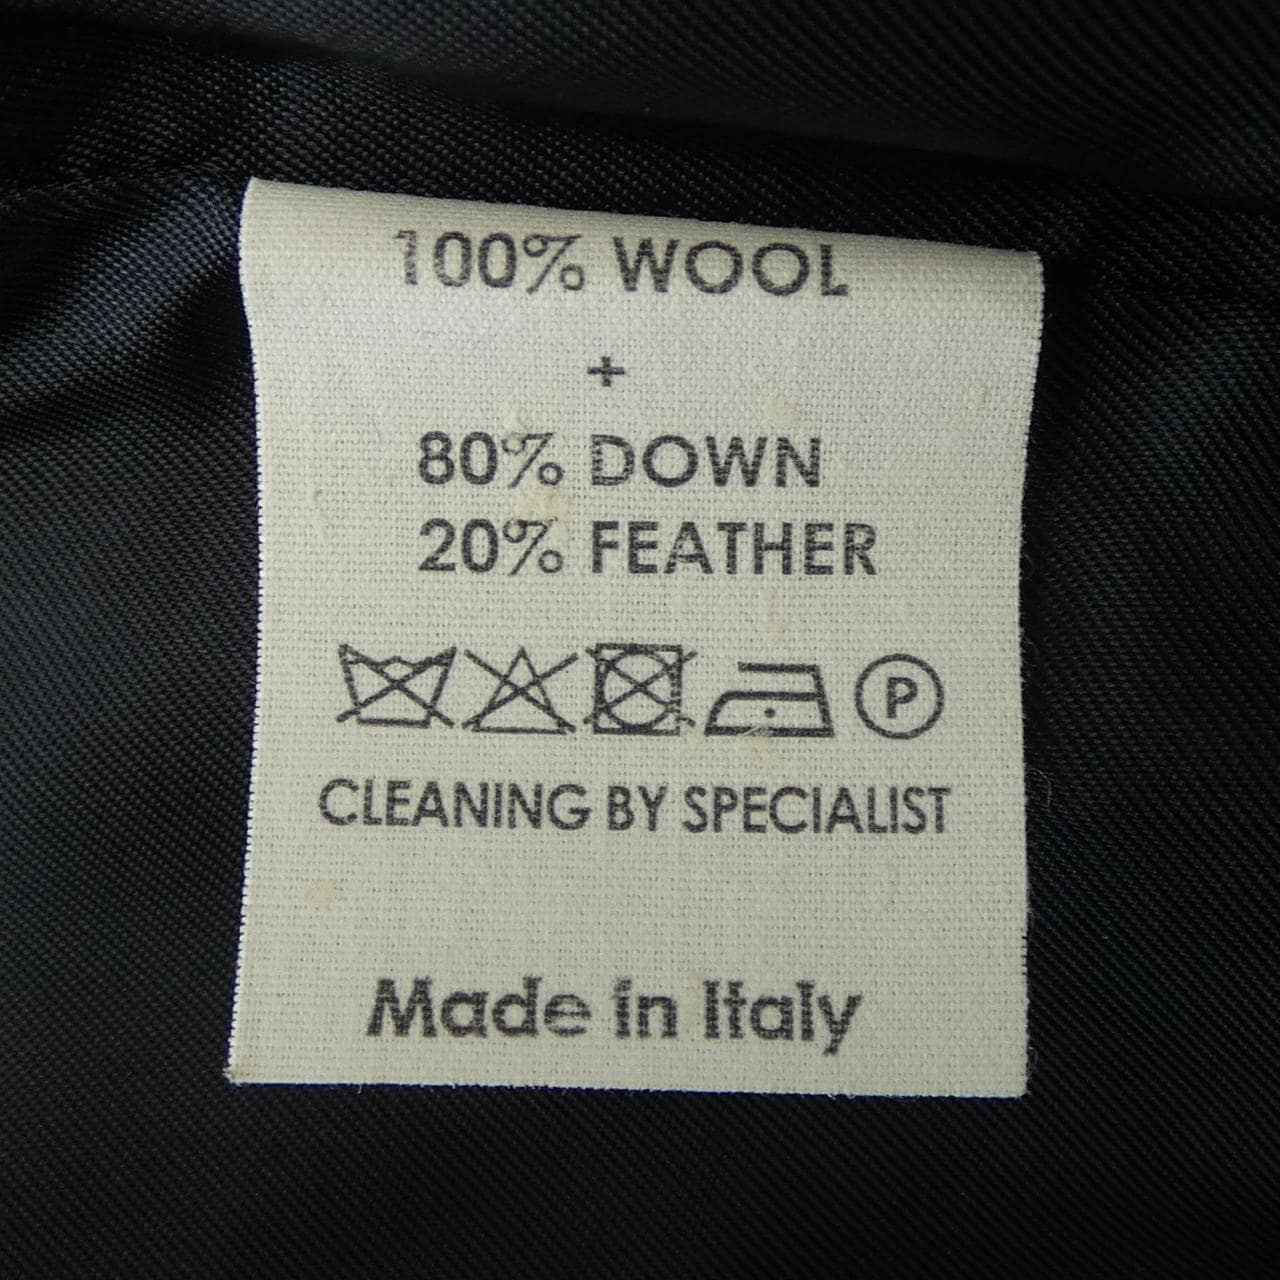 100% WOOL
+
80% DOWN
20% FEATHER
P
CLEANING BY SPECIALIST
Made in Italy